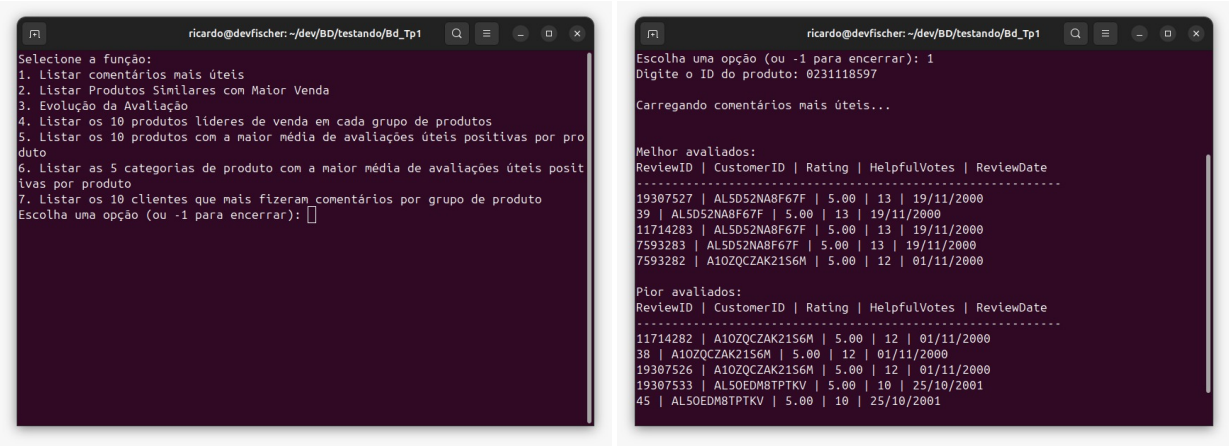 ricardo@devfischer: ~/dev/BD/testando/Bd_Tp1
Selecione a função:
1. Listar comentários mais úteis
2. Listar Produtos Similares com Maior Venda
3. Evolução da Avaliação
4. Listar os 10 produtos lideres de venda em cada grupo de produtos
5. Listar os 10 produtos com a maior média de avaliações úteis positivas por pro
duto
6. Listar as 5 categorias de produto com a maior média de avaliações úteis posit
ivas por produto
7. Listar os 10 clientes que mais fizeram comentários por grupo de produto
Escolha uma opção (ou -1 para encerrar):
ricardo@devfischer: ~/dev/BD/testando/Bd_Tp1
Escolha uma opção (ou -1 para encerrar): 1
Digite o ID do produto: 0231118597
Carregando comentários mais úteis...
Melhor avaliados:
ReviewID | CustomerID | Rating | HelpfulVotes | ReviewDate
------------------------------------------------------------
19307527 | AL5D52NA8F67F | 5.00 | 13 | 19/11/2000
39 | AL5D52NA8F67F | 5.00 | 13 | 19/11/2000
11714283 | AL5D52NA8F67F | 5.00 | 13 | 19/11/2000
7593283 | AL5D52NA8F67F | 5.00 | 13 | 19/11/2000
7593282 | A1OZQCZAK21S6M | 5.00 | 12 | 01/11/2000
Pior avaliados:
ReviewID | CustomerID | Rating | HelpfulVotes | ReviewDate
------------------------------------------------------------
11714282 | A1OZQCZAK21S6M | 5.00 | 12 | 01/11/2000
38 | A1OZQCZAK21S6M | 5.00 | 12 | 01/11/2000
19307526 | A1OZQCZAK21S6M | 5.00 | 12 | 01/11/2000
19307533 | AL5OEDM8TPTKV | 5.00 | 10 | 25/10/2001
45 | AL5OEDM8TPTKV | 5.00 | 10 | 25/10/2001